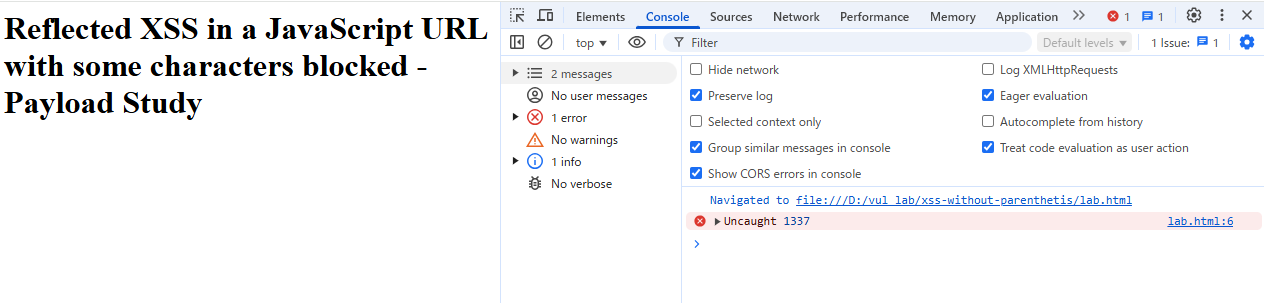 Reflected XSS in a JavaScript URL
with some characters blocked -
Payload Study
Elements Console Sources Network Performance Memory Application 1 1
top Filter Default levels 1 Issue: 1
2 messages
No user messages
1 error
No warnings
1 info
No verbose
Hide network Log XMLHttpRequests
Preserve log Eager evaluation
Selected context only Autocomplete from history
Group similar messages in console Treat code evaluation as user action
Show CORS errors in console
Navigated to file:///D:/vul lab/xss-without-parenthetis/lab.html
Uncaught 1337 lab.html:6